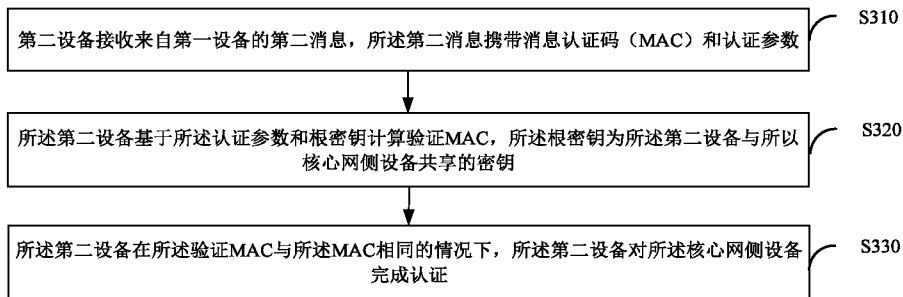 第二设备接收来自第一设备的第二消息，所述第二消息携带消息认证码（MAC）和认证参数
S310
所述第二设备基于所述认证参数和根密钥计算验证MAC，所述根密钥为所述第二设备与所以
核心网侧设备共享的密钥
S320
所述第二设备在所述验证MAC与所述MAC相同的情况下，所述第二设备对所述核心网侧设备
完成认证
S330